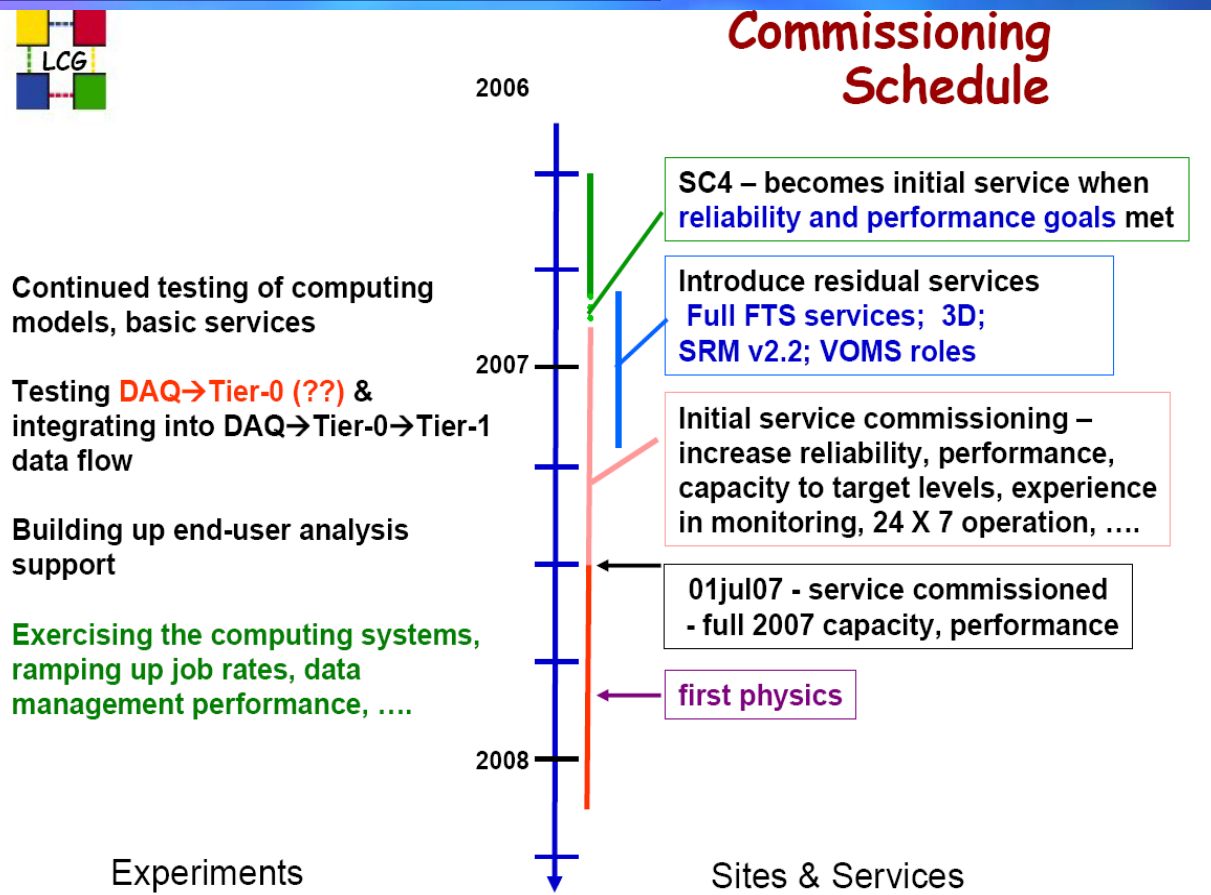 LCG
Commissioning
Schedule
2006
SC4 – becomes initial service when
reliability and performance goals met
Continued testing of computing
models, basic services
Testing DAQ→Tier-0 (??) &
integrating into DAQ→Tier-0→Tier-1
data flow
Building up end-user analysis
support
Exercising the computing systems,
ramping up job rates, data
management performance, ….
Introduce residual services
Full FTS services; 3D;
SRM v2.2; VOMS roles
2007
Initial service commissioning –
increase reliability, performance,
capacity to target levels, experience
in monitoring, 24 X 7 operation, ….
01jul07 - service commissioned
- full 2007 capacity, performance
first physics
2008
Experiments
Sites & Services